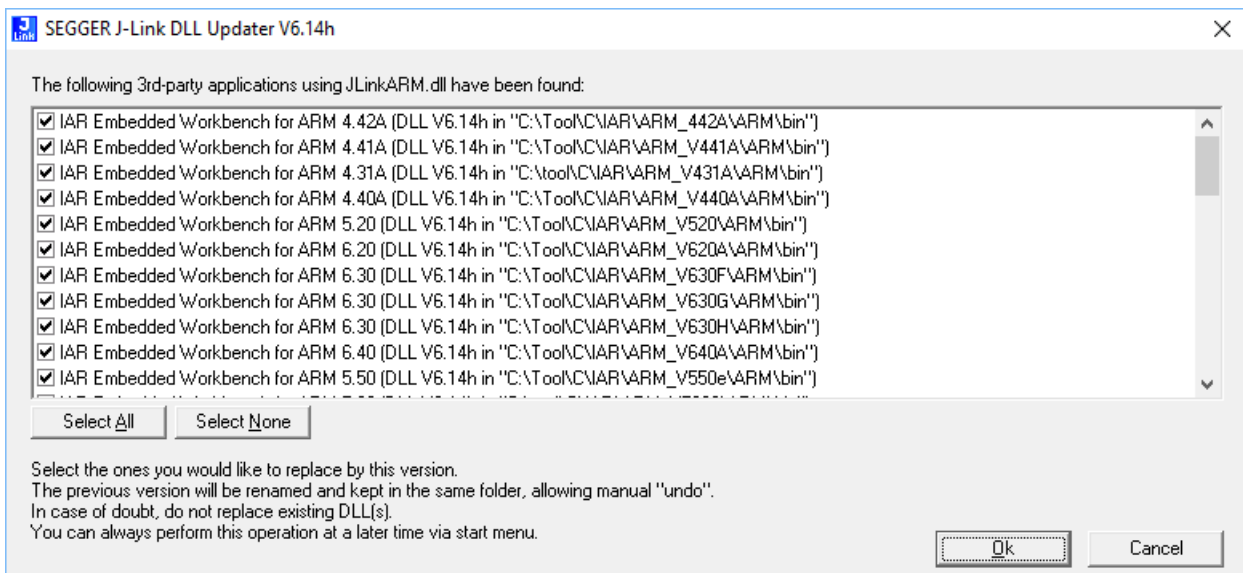 J
Link
SEGGER J-Link DLL Updater V6.14h
The following 3rd-party applications using JLinkARM.dll have been found:
IAR Embedded Workbench for ARM 4.42A (DLL V6.14h in "C:\Tool\C\IAR\ARM_442A\ARM\bin")
IAR Embedded Workbench for ARM 4.41A (DLL V6.14h in "C:\Tool\C\IAR\ARM_V441A\ARM\bin")
IAR Embedded Workbench for ARM 4.31A (DLL V6.14h in "C:\tool\C\IAR\ARM_V431A\ARM\bin")
IAR Embedded Workbench for ARM 4.40A (DLL V6.14h in "C:\Tool\C\IAR\ARM_V440A\ARM\bin")
IAR Embedded Workbench for ARM 5.20 (DLL V6.14h in "C:\Tool\C\IAR\ARM_V520\ARM\bin")
IAR Embedded Workbench for ARM 6.20 (DLL V6.14h in "C:\Tool\C\IAR\ARM_V620A\ARM\bin")
IAR Embedded Workbench for ARM 6.30 (DLL V6.14h in "C:\Tool\C\IAR\ARM_V630F\ARM\bin")
IAR Embedded Workbench for ARM 6.30 (DLL V6.14h in "C:\Tool\C\IAR\ARM_V630G\ARM\bin")
IAR Embedded Workbench for ARM 6.30 (DLL V6.14h in "C:\Tool\C\IAR\ARM_V630H\ARM\bin")
IAR Embedded Workbench for ARM 6.40 (DLL V6.14h in "C:\Tool\C\IAR\ARM_V640A\ARM\bin")
IAR Embedded Workbench for ARM 5.50 (DLL V6.14h in "C:\Tool\C\IAR\ARM_V550e\ARM\bin")
Select All
Select None
Select the ones you would like to replace by this version.
The previous version will be renamed and kept in the same folder, allowing manual "undo".
In case of doubt, do not replace existing DLL(s).
You can always perform this operation at a later time via start menu.
Ok
Cancel